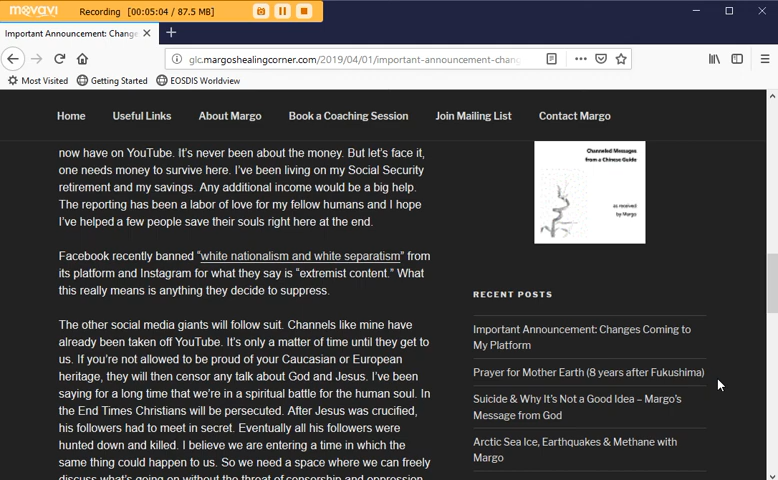 movavi Recording 00:05:04 / 87.5 MB]
Important Announcement: Change
glc.margoshealingcorner.com/2019/04/01/important-announcement-chang
Most Visited Getting Started EOSDIS Worldview
Home Useful Links About Margo Book a Coaching Session Join Mailing List Contact Margo
now have on YouTube. It's never been about the money. But let's face it,
one needs money to survive here. I've been living on my Social Security
retirement and my savings. Any additional income would be a big help.
The reporting has been a labor of love for my fellow humans and I hope
I've helped a few people save their souls right here at the end.
Facebook recently banned "white nationalism and white separatism" from
its platform and Instagram for what they say is "extremist content." What
this really means is anything they decide to suppress.
The other social media giants will follow suit. Channels like mine have
already been taken off YouTube. It's only a matter of time until they get to
us. If you're not allowed to be proud of your Caucasian or European
heritage, they will then censor any talk about God and Jesus. I've been
saying for a long time that we're in a spiritual battle for the human soul. In
the End Times Christians will be persecuted. After Jesus was crucified,
his followers had to meet in secret. Eventually all his followers were
hunted down and killed. I believe we are entering a time in which the
same thing could happen to us. So we need a space where we can freely
discuss what's going on without the threat of censorship and oppression
Channeled Messages
from a Chinese Guide
as received
by Margo
RECENT POSTS
Important Announcement: Changes Coming to
My Platform
Prayer for Mother Earth (8 years after Fukushima)
Suicide & Why It's Not a Good Idea – Margo's
Message from God
Arctic Sea Ice, Earthquakes & Methane with
Margo